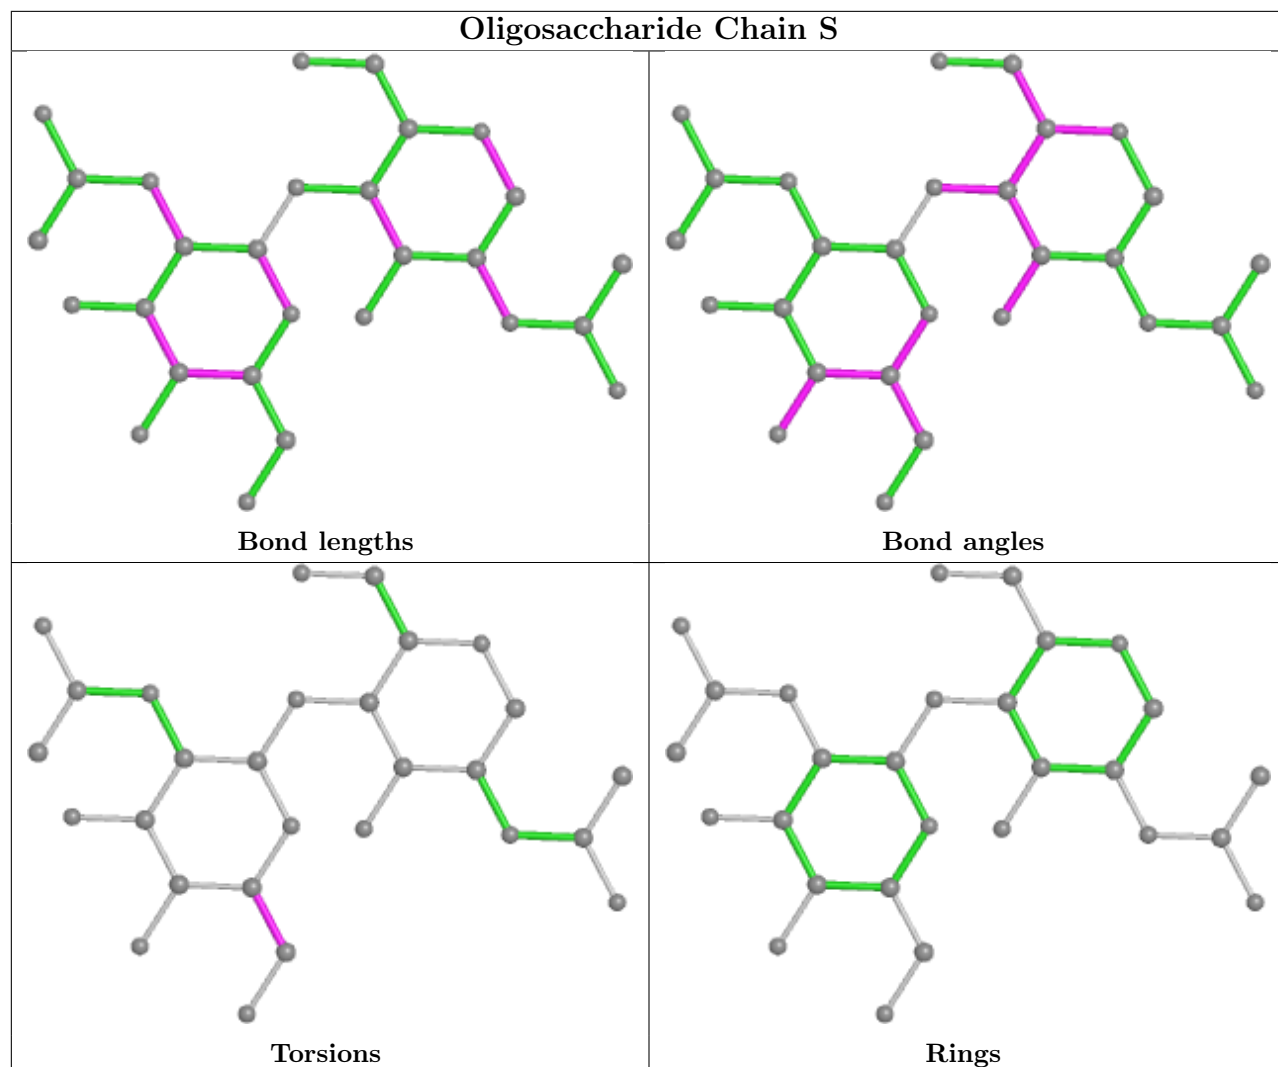 Oligosaccharide Chain S
Bond lengths
Bond angles
Torsions
Rings